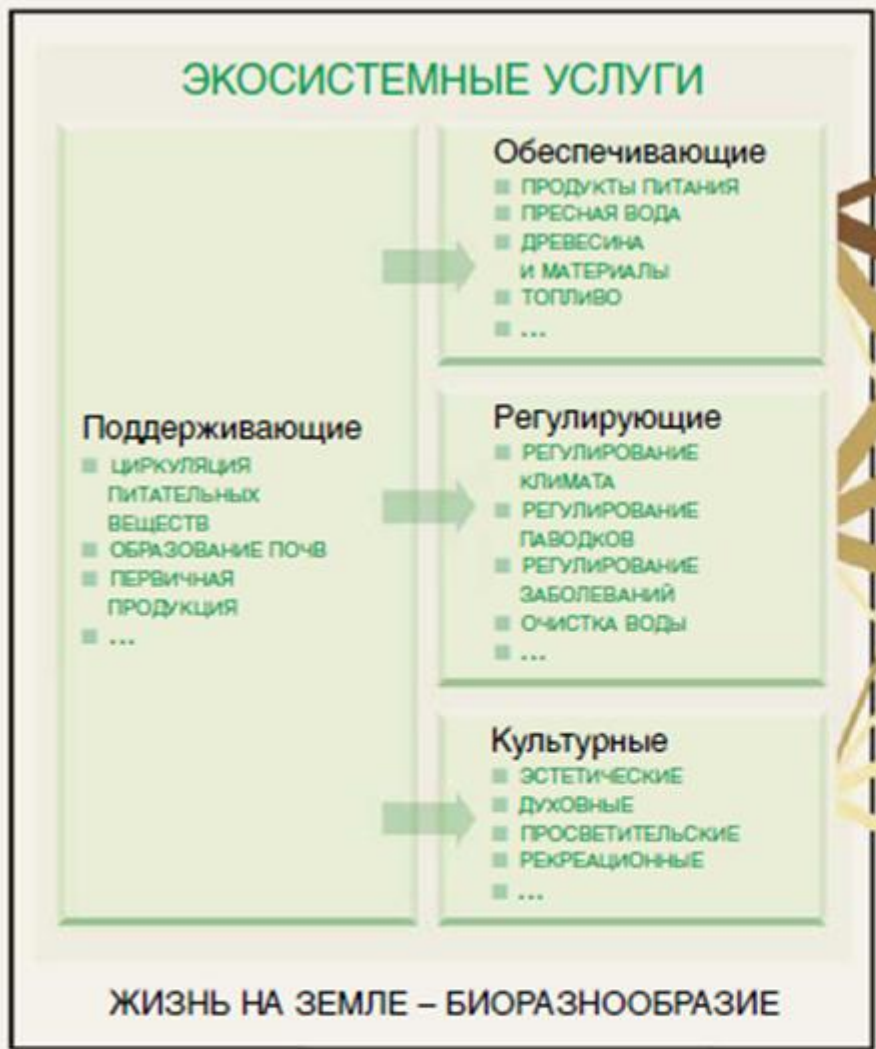 ЭКОСИСТЕМНЫЕ УСЛУГИ
Поддерживающие
ЦИРКУЛЯЦИЯ
ПИТАТЕЛЬНЫХ
ВЕЩЕСТВ
ОБРАЗОВАНИЕ ПОЧВ
ПЕРВИЧНАЯ
ПРОДУКЦИЯ
...
Обеспечивающие
ПРОДУКТЫ ПИТАНИЯ
ПРЕСНАЯ ВОДА
ДРЕВЕСИНА
И МАТЕРИАЛЫ
ТОПЛИВО
...
Регулирующие
РЕГУЛИРОВАНИЕ
КЛИМАТА
РЕГУЛИРОВАНИЕ
ПАВОДКОВ
РЕГУЛИРОВАНИЕ
ЗАБОЛЕВАНИЙ
ОЧИСТКА ВОДЫ
...
Культурные
ЭСТЕТИЧЕСКИЕ
ДУХОВНЫЕ
ПРОСВЕТИТЕЛЬСКИЕ
РЕКРЕАЦИОННЫЕ
...
ЖИЗНЬ НА ЗЕМЛЕ – БИОРАЗНООБРАЗИЕ